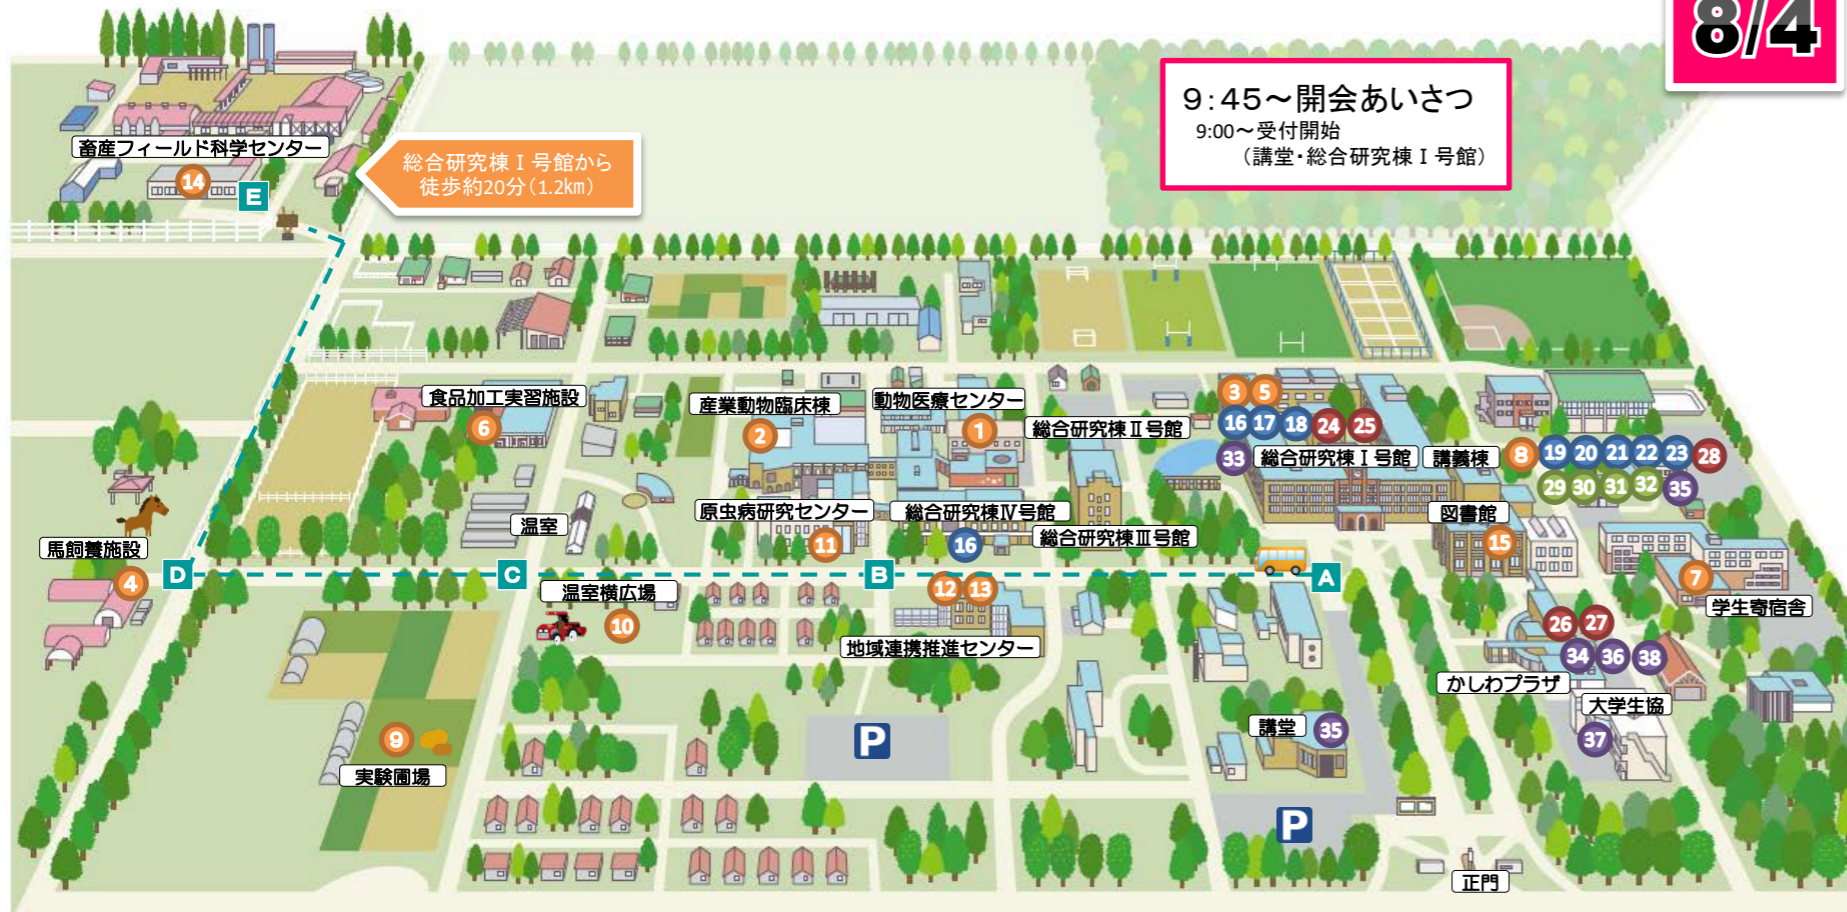 8/4
9:45～開会あいさつ
9:00～受付開始
（講堂・総合研究棟Ⅰ号館）
畜産フィールド科学センター
14
E
総合研究棟Ⅰ号館から
徒歩約20分（1.2km）
食品加工実習施設
6
産業動物臨床棟
2
動物医療センター
1
総合研究棟Ⅱ号館
3 5
16 17 18 24 25
33 総合研究棟Ⅰ号館
講義棟 8 19 20 21 22 23 28
29 30 31 32 35
図書館
15
原虫病研究センター
11
総合研究棟Ⅳ号館
16
総合研究棟Ⅲ号館
温室
馬飼養施設
4
D
C
B
A
温室横広場
10
12 13
地域連携推進センター
7
学生寄宿舎
26 27
34 36 38
かしわプラザ
大学生協
37
講堂 35
P
9
実験圃場
P
正門